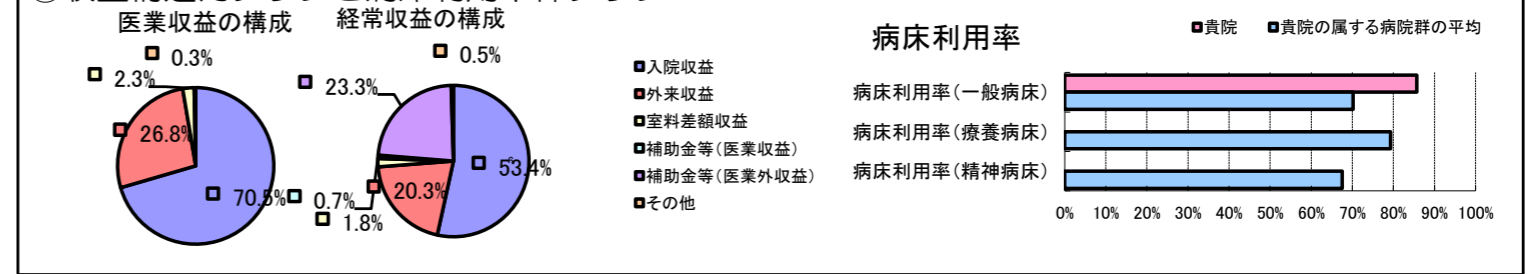 医業収益の構成
0.3%
2.3%
26.8%
70.5%
経常収益の構成
0.5%
23.3%
53.4%
20.3%
0.7%
1.8%
入院収益
外来収益
室料差額収益
補助金等(医業収益)
補助金等(医業外収益)
その他
病床利用率
貴院 貴院の属する病院群の平均
病床利用率(一般病床)
病床利用率(療養病床)
病床利用率(精神病床)
0% 10% 20% 30% 40% 50% 60% 70% 80% 90% 100%